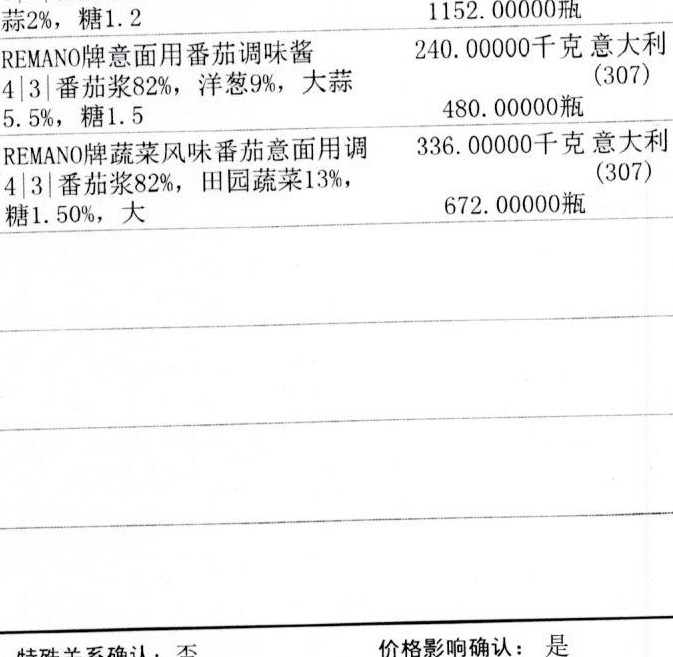 蒜2%, 糖1.2 1152.00000瓶
REMANO牌意面用番茄调味酱 240.00000千克 意大利
4|3|番茄浆82%, 洋葱9%, 大蒜 (307)
5.5%, 糖1.5 480.00000瓶
REMANO牌蔬菜风味番茄意面用调 336.00000千克 意大利
4|3|番茄浆82%, 田园蔬菜13%, (307)
糖1.50%, 大 672.00000瓶
特殊关系确认: 否 价格影响确认: 是